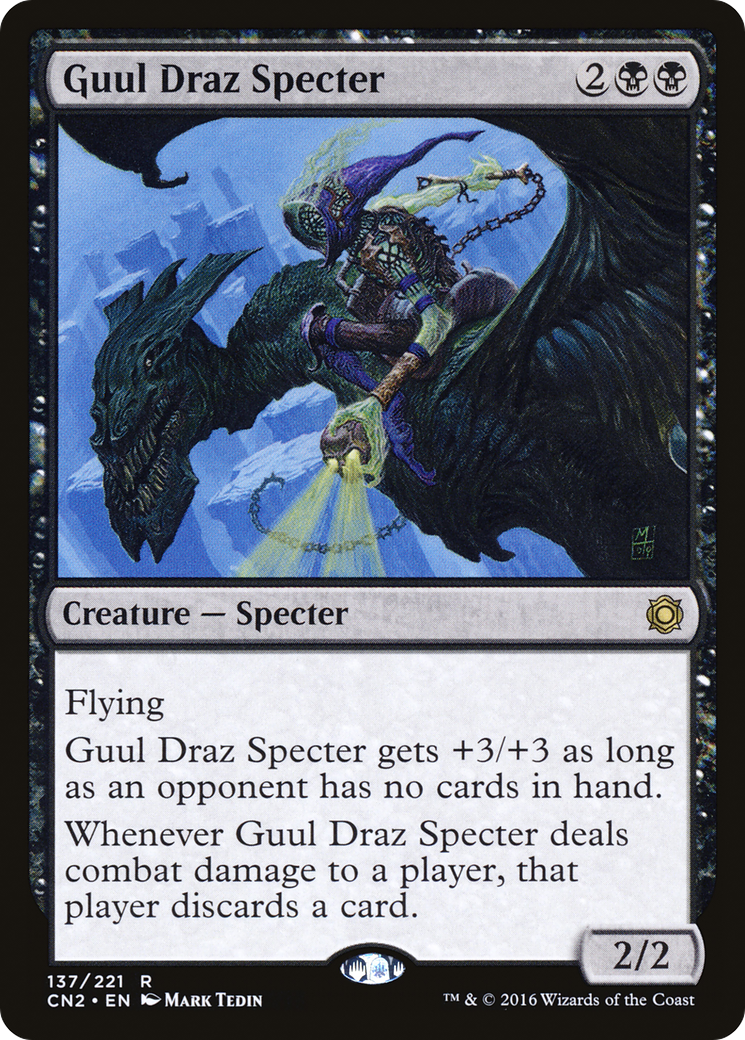 Guul Draz Specter 2
Creature — Specter
Flying
Guul Draz Specter gets +3/+3 as long
as an opponent has no cards in hand.
Whenever Guul Draz Specter deals
combat damage to a player, that
player discards a card.
2/2
137/221 R
CN2 • EN Mark Tedin
™ & © 2016 Wizards of the Coast